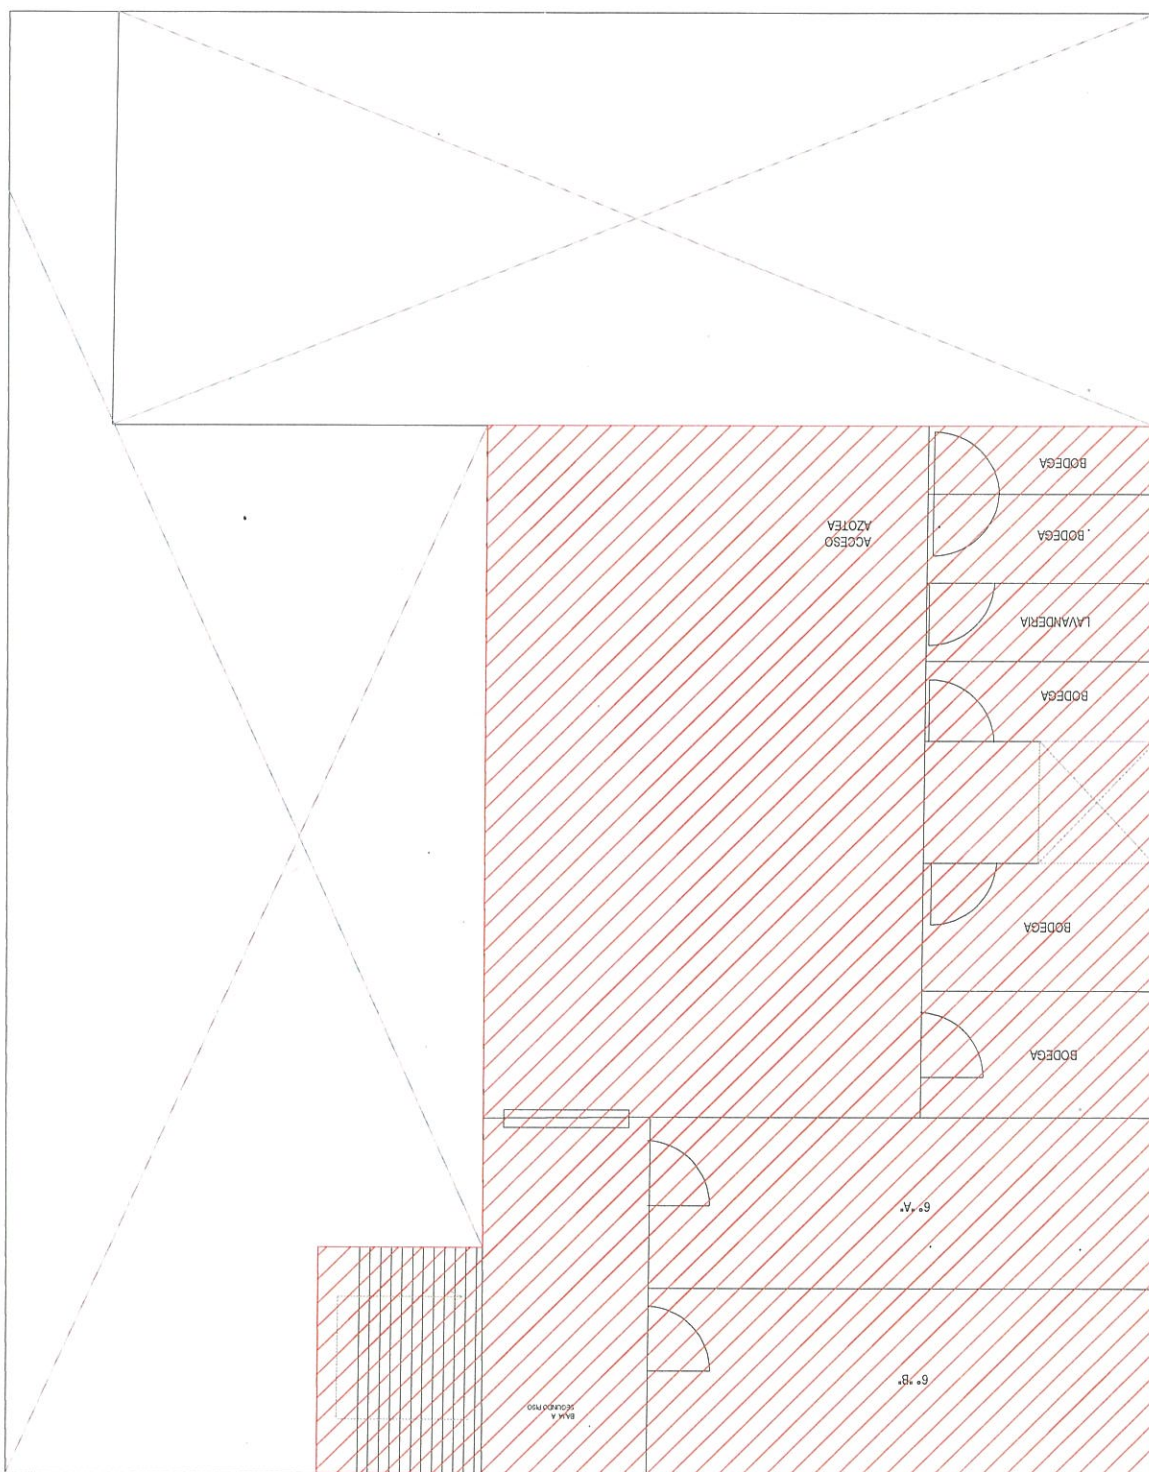 BAJA A
SEGUNDO PISO
6° "B"
6° "A"
BODEGA
BODEGA
BODEGA
LAVANDERIA
ACCESO
AZOTEA
BODEGA
BODEGA